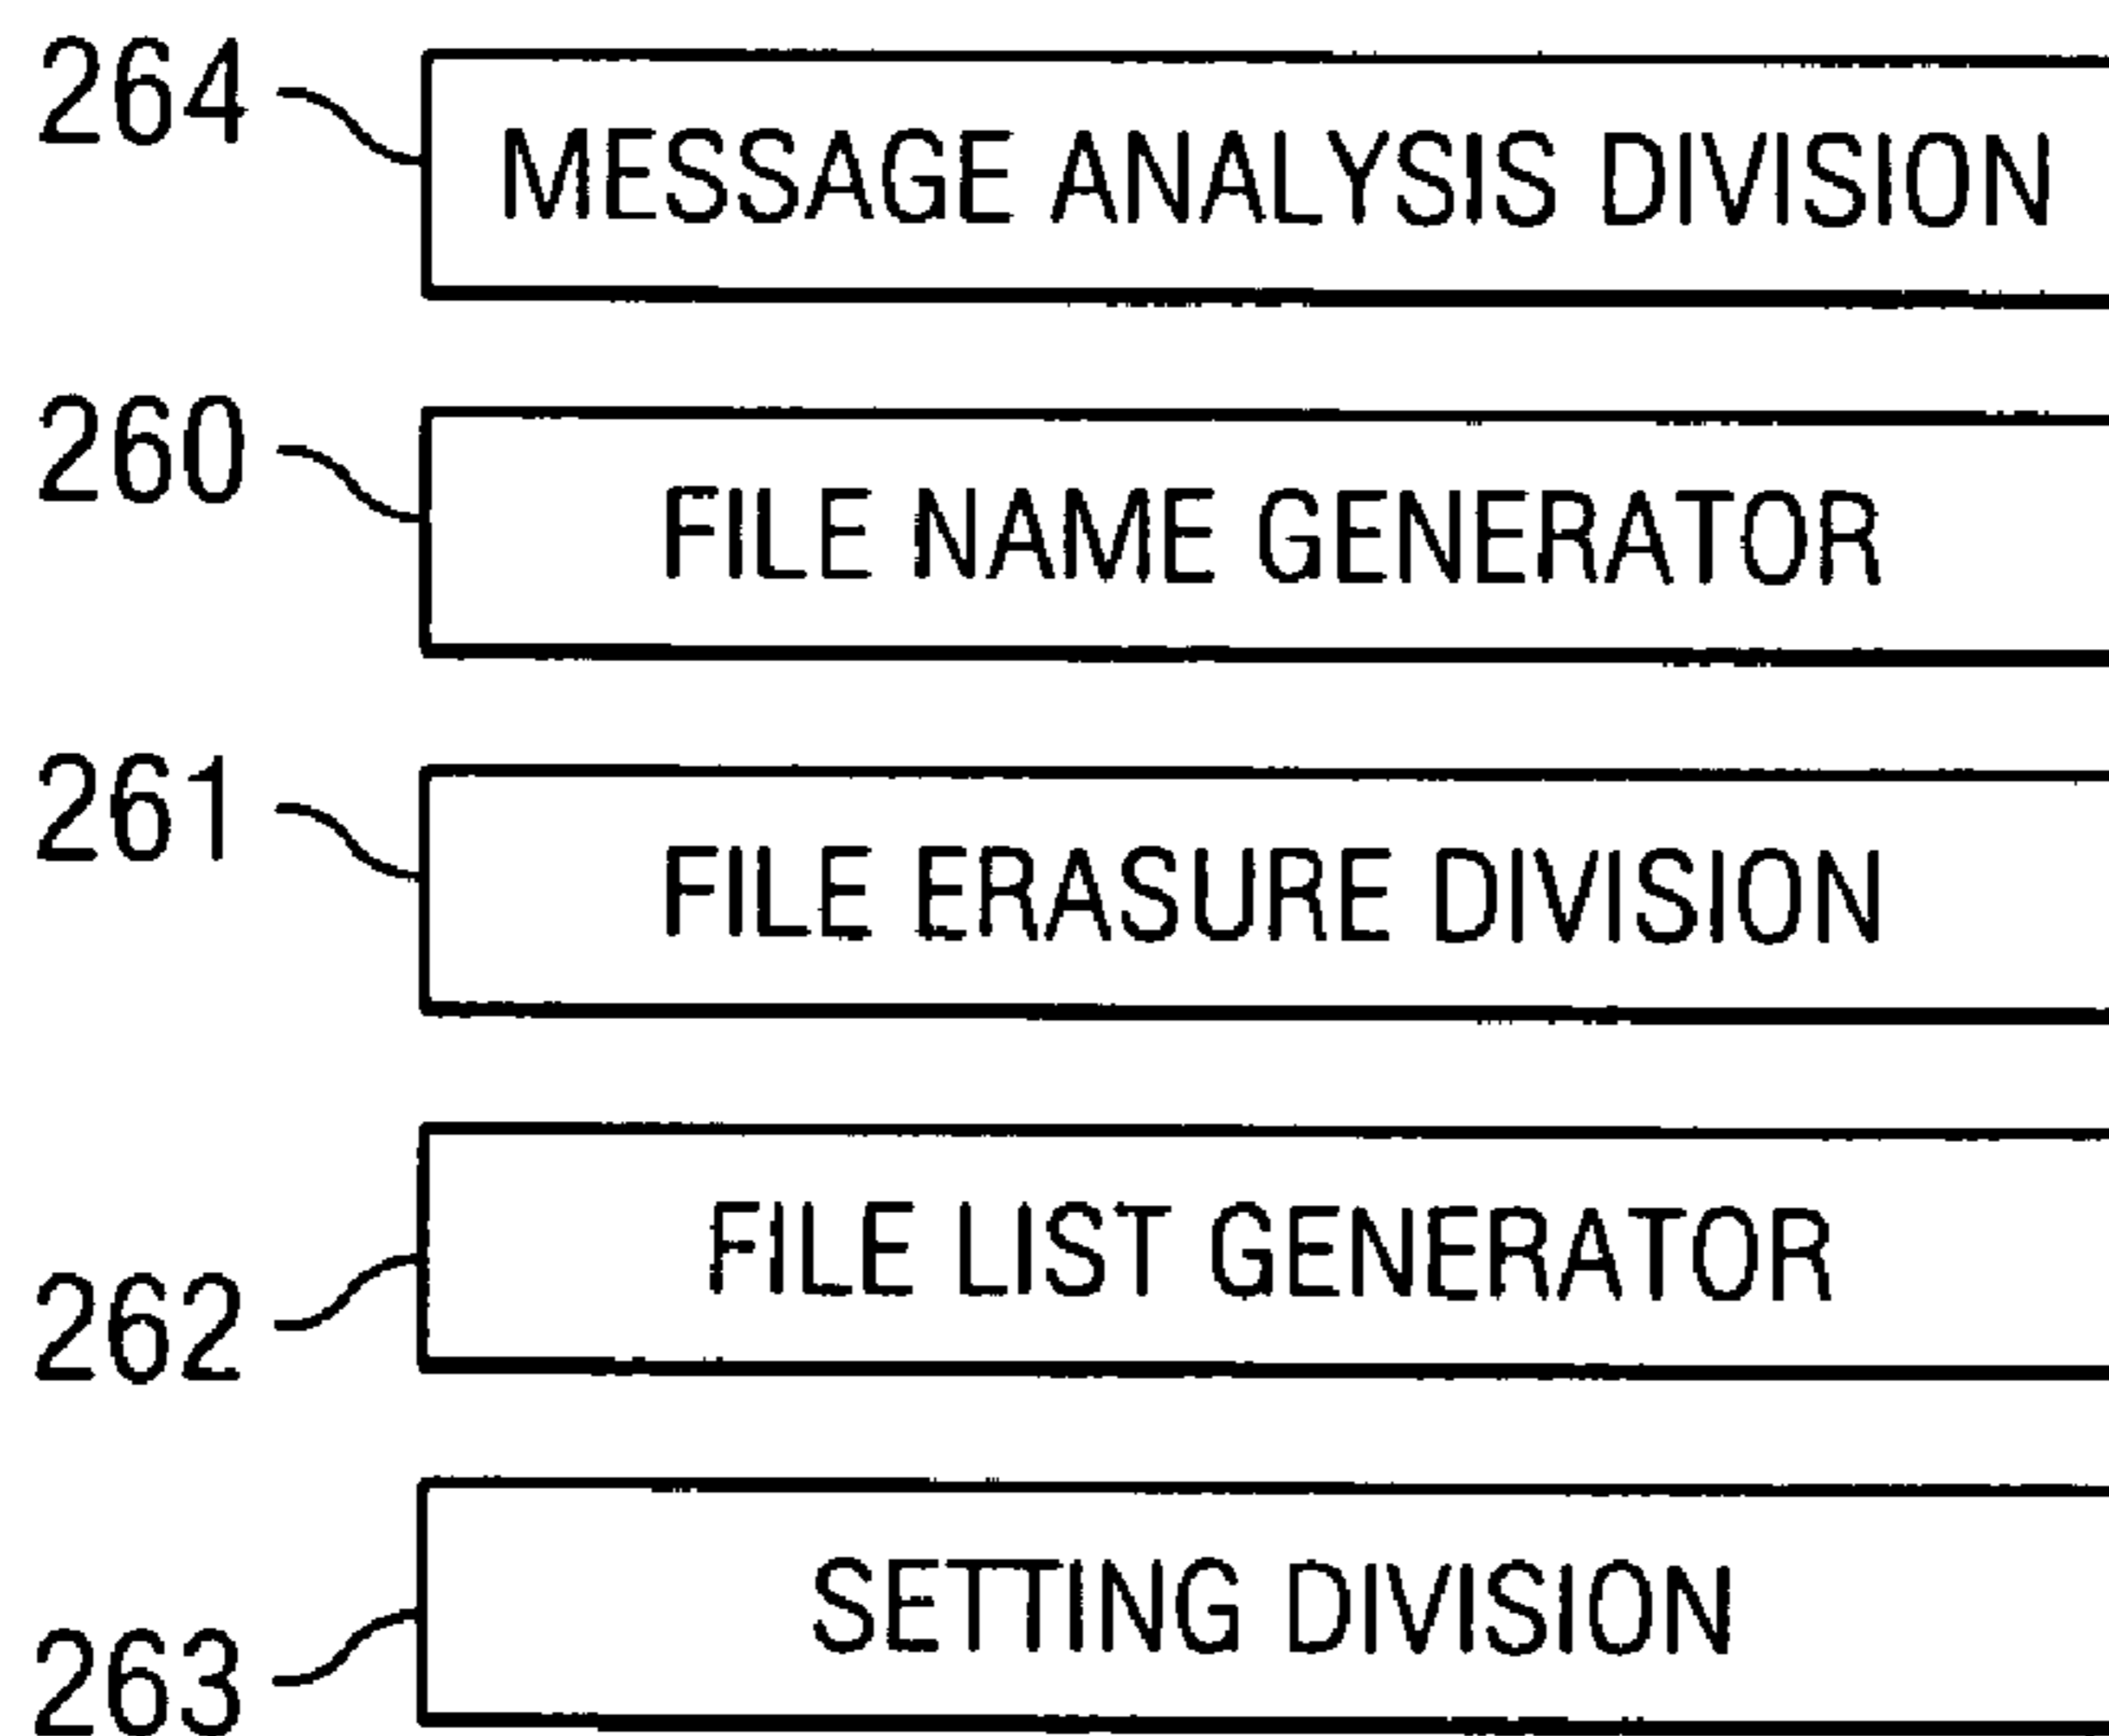 264 MESSAGE ANALYSIS DIVISION
260 FILE NAME GENERATOR
261 FILE ERASURE DIVISION
262 FILE LIST GENERATOR
263 SETTING DIVISION